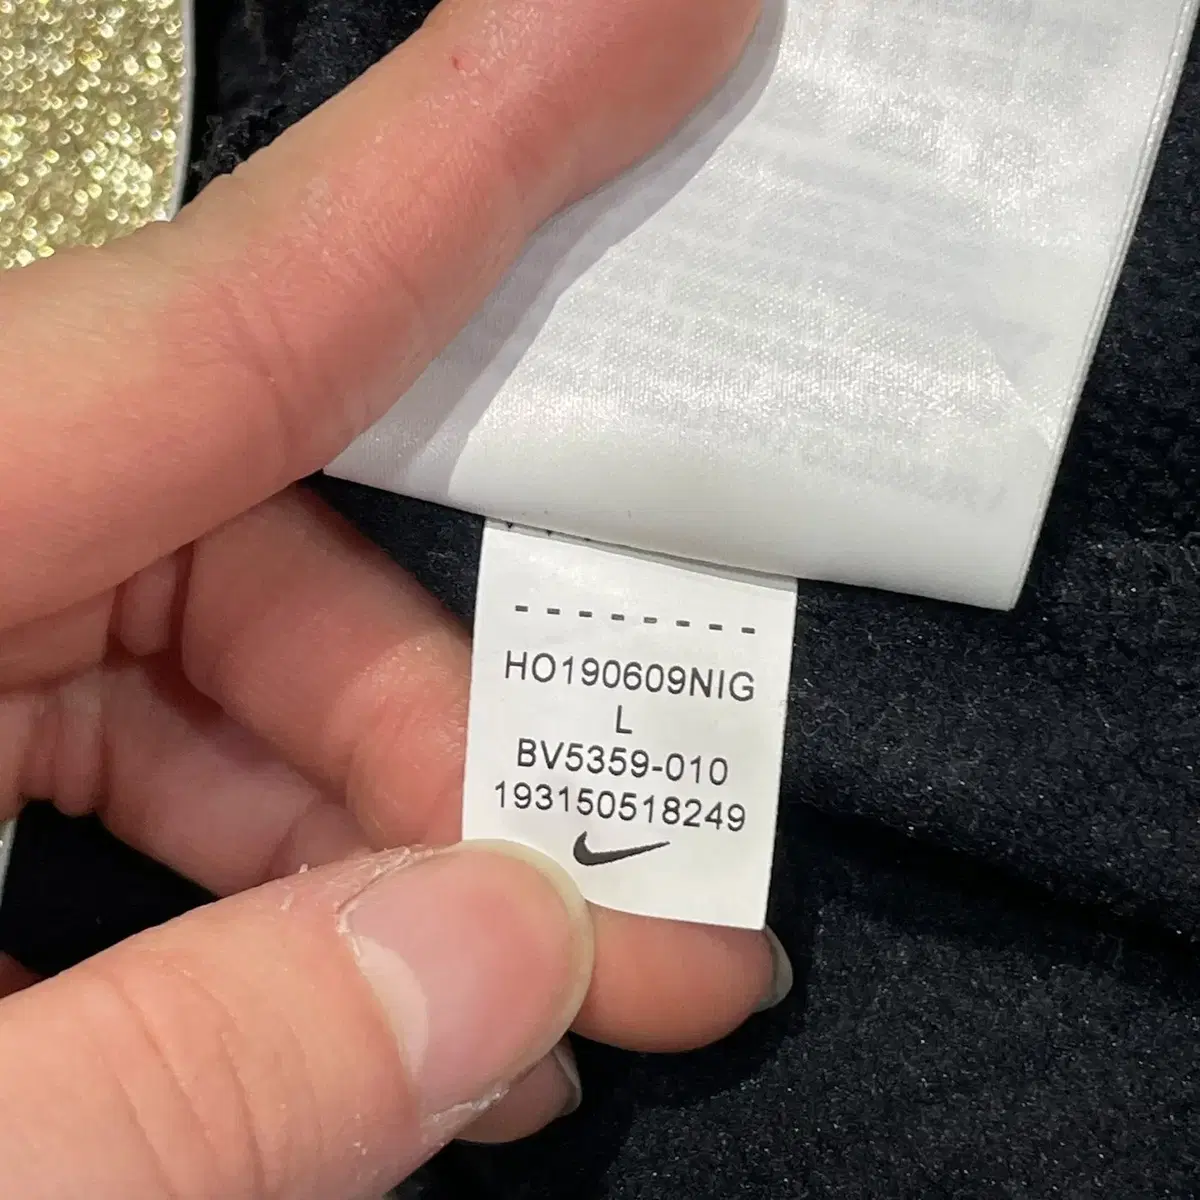 --------
HO190609NIG
L
BV5359-010
193150518249